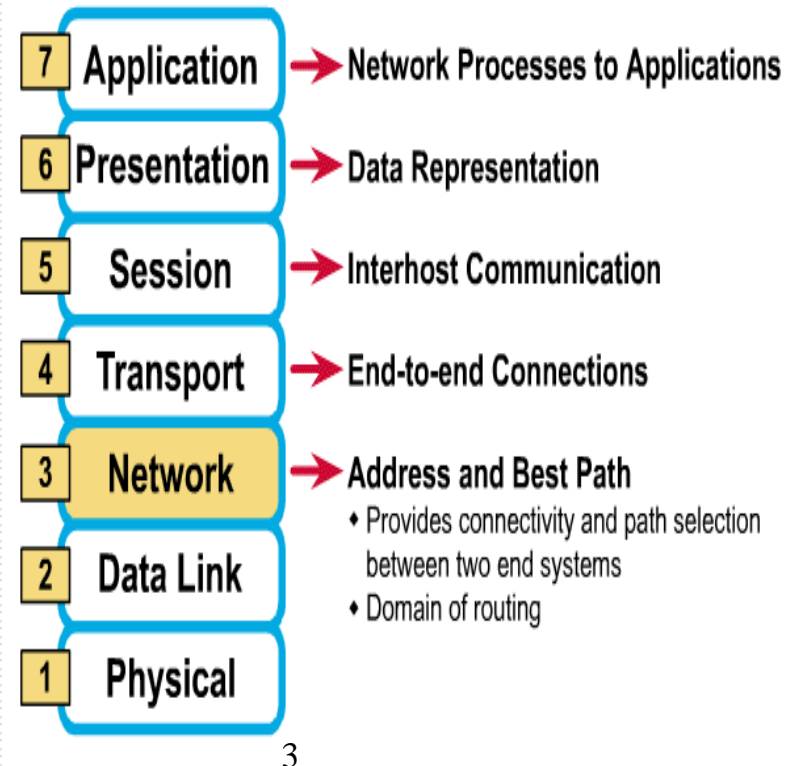 7 Application Network Processes to Applications
6 Presentation Data Representation
5 Session Interhost Communication
4 Transport End-to-end Connections
3 Network Address and Best Path
♦ Provides connectivity and path selection
between two end systems
2 Data Link
♦ Domain of routing
1 Physical
3